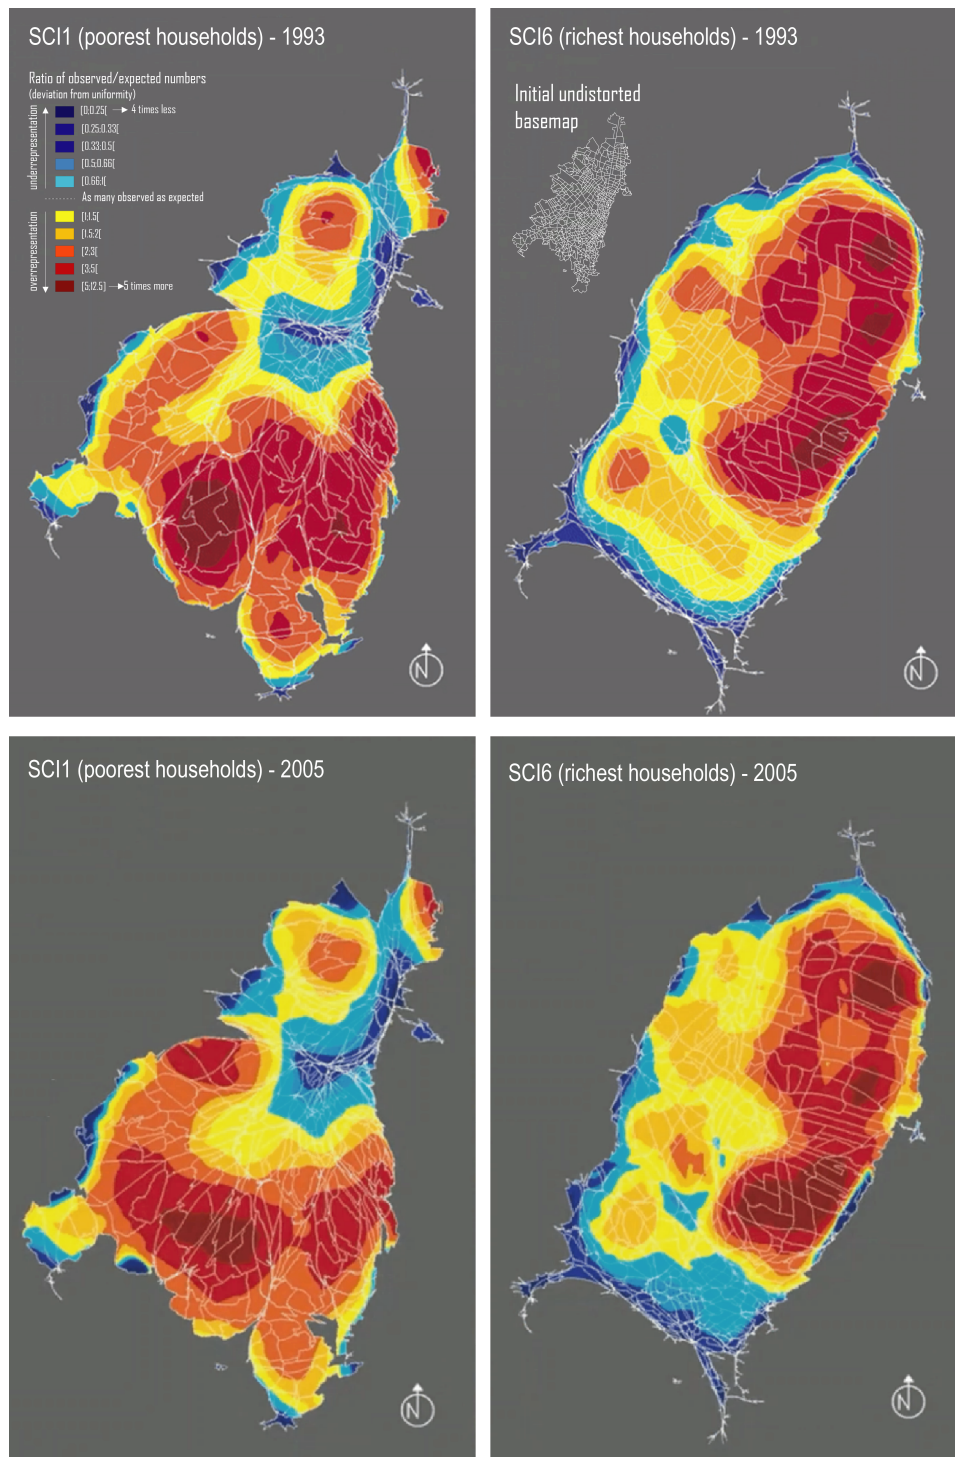 SCI1 (poorest households) - 1993
Ratio of observed/expected numbers
(deviation from uniformity)
underrepresentation
[0;0.25[ → 4 times less
[0.25;0.33[
[0.33;0.5[
[0.5;0.66[
[0.66;1[
As many observed as expected
overrepresentation
[1;1.5[
[1.5;2[
[2;3[
[3;5[
[5;12.5] → 5 times more
N
SCI6 (richest households) - 1993
Initial undistorted
basemap
N
SCI1 (poorest households) - 2005
N
SCI6 (richest households) - 2005
N